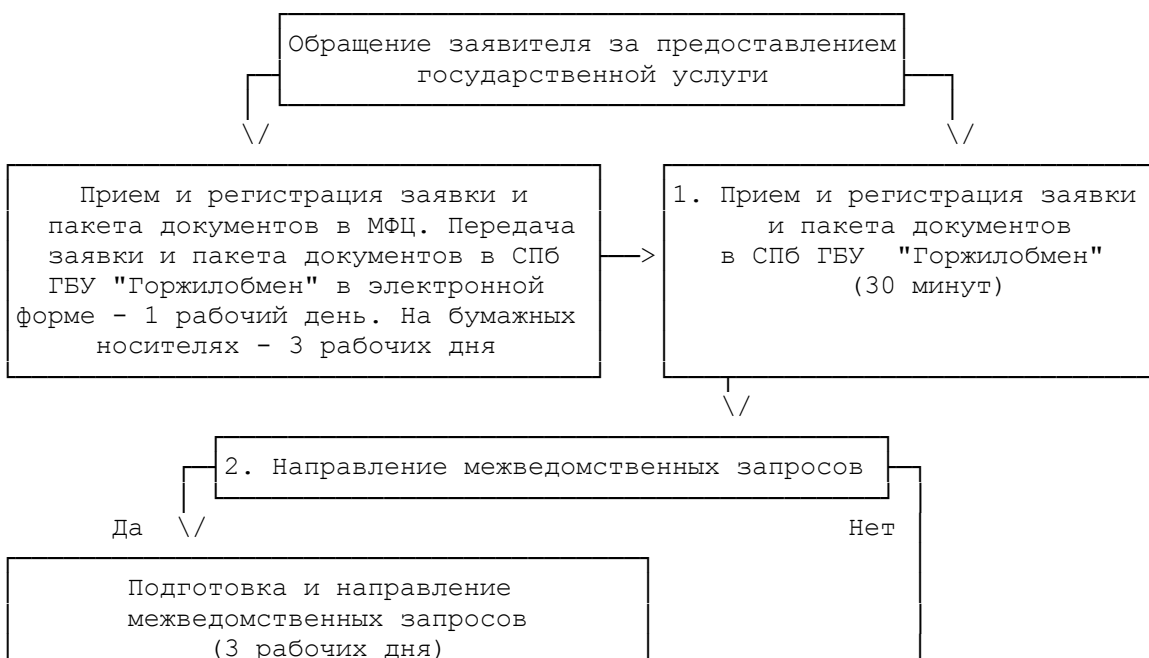 Обращение заявителя за предоставлением
государственной услуги
Прием и регистрация заявки и
пакета документов в МФЦ. Передача
заявки и пакета документов в СПб
ГБУ "Горжилобмен" в электронной
форме - 1 рабочий день. На бумажных
носителях - 3 рабочих дня
1. Прием и регистрация заявки
и пакета документов
в СПб ГБУ "Горжилобмен"
(30 минут)
2. Направление межведомственных запросов
Да
Нет
Подготовка и направление
межведомственных запросов
(3 рабочих дня)